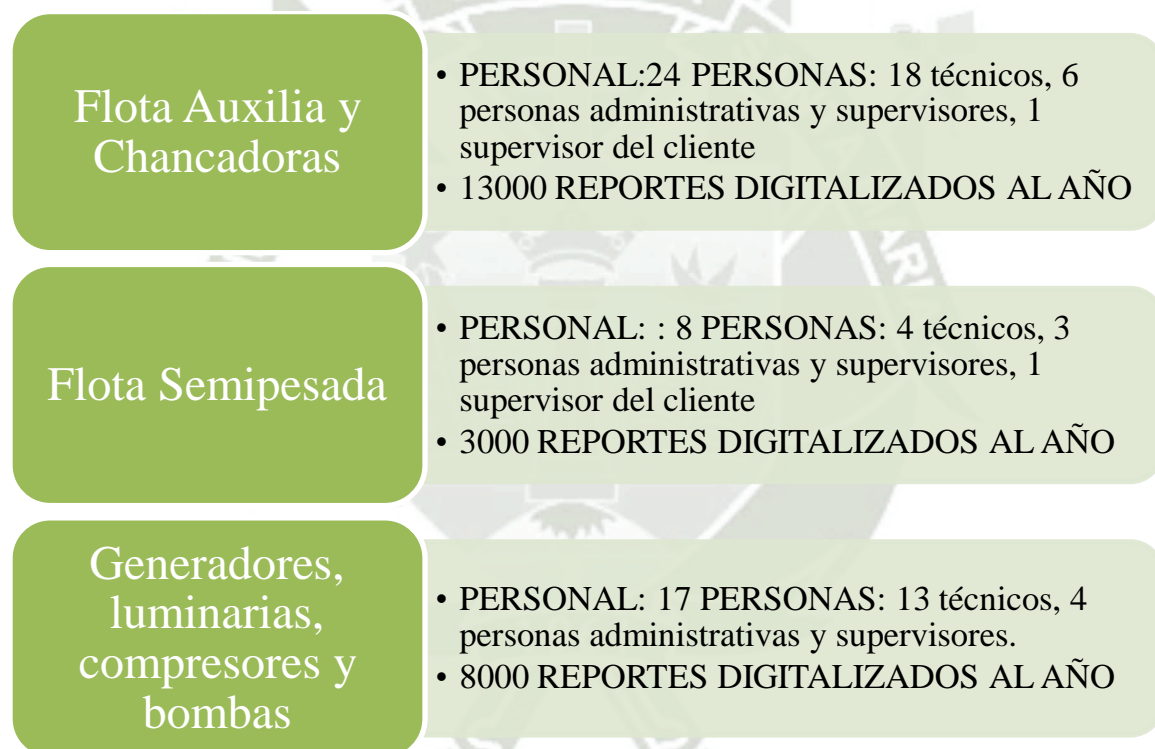 Flota Auxilia y
Chancadoras
• PERSONAL:24 PERSONAS: 18 técnicos, 6
personas administrativas y supervisores, 1
supervisor del cliente
• 13000 REPORTES DIGITALIZADOS AL AÑO
Flota Semipesada
• PERSONAL: : 8 PERSONAS: 4 técnicos, 3
personas administrativas y supervisores, 1
supervisor del cliente
• 3000 REPORTES DIGITALIZADOS AL AÑO
Generadores,
luminarias,
compresores y
bombas
• PERSONAL: 17 PERSONAS: 13 técnicos, 4
personas administrativas y supervisores.
• 8000 REPORTES DIGITALIZADOS AL AÑO